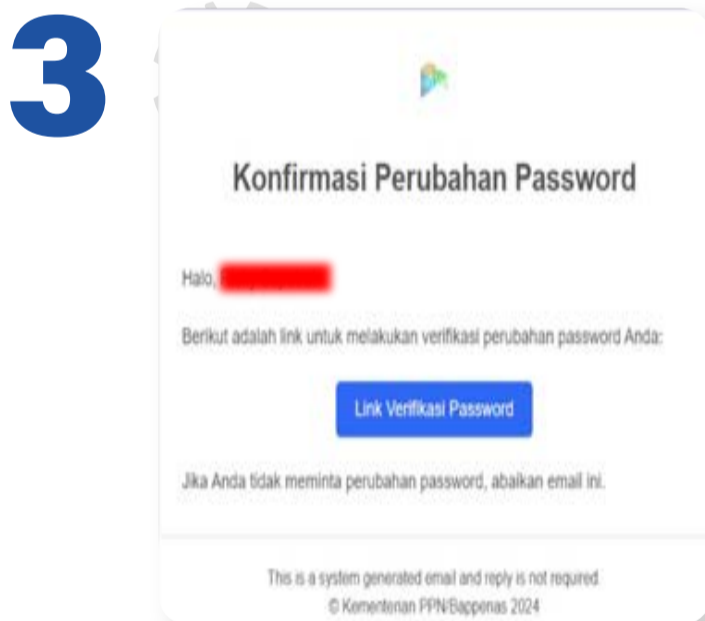 3
Konfirmasi Perubahan Password
Halo,
Berikut adalah link untuk melakukan verifikasi perubahan password Anda:
Link Verifikasi Password
Jika Anda tidak meminta perubahan password, abaikan email ini.
This is a system generated email and reply is not required
© Kementerian PPN/Bappenas 2024